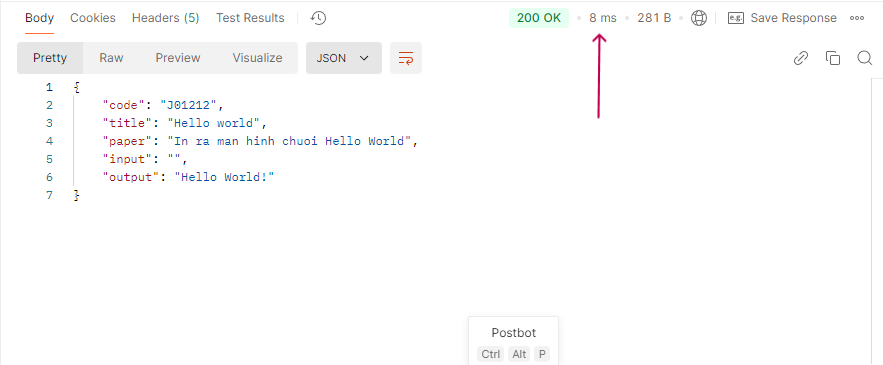 Body Cookies Headers (5) Test Results 200 OK 8 ms 281 B e.g. Save Response
Pretty Raw Preview Visualize JSON
1 {
2 "code": "J01212",
3 "title": "Hello world",
4 "paper": "In ra man hinh chuoi Hello World",
5 "input": "",
6 "output": "Hello World!"
7 }
Postbot
Ctrl Alt P